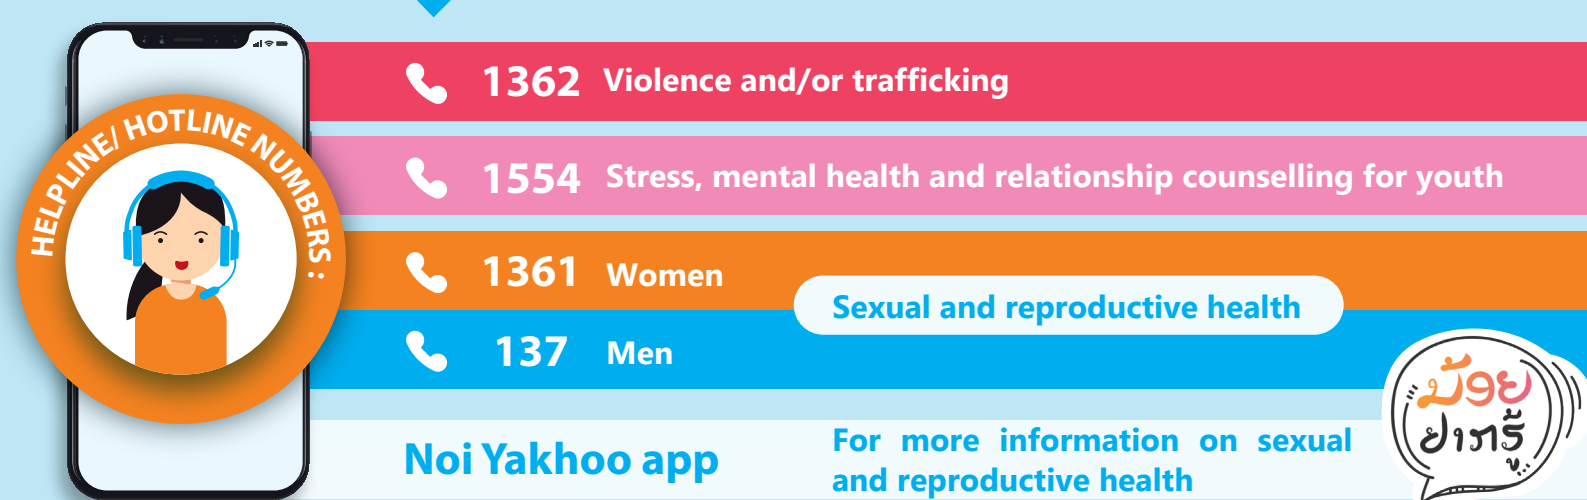 HELPLINE/ HOTLINE NUMBERS :
1362 Violence and/or trafficking
1554 Stress, mental health and relationship counselling for youth
1361 Women
Sexual and reproductive health
137 Men
Noi Yakhoo app
For more information on sexual
and reproductive health
ນ້ອຍ
ຢາກຮູ້